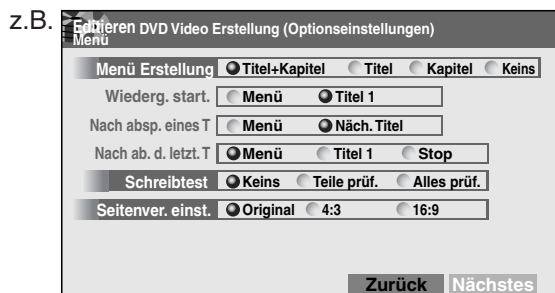 z.B.
Editieren DVD Video Erstellung (Optionseinstellungen)
Menü
Menü Erstellung Titel+Kapitel Titel Kapitel Keins
Wiederg. start. Menü Titel 1
Nach absp. eines T Menü Näch. Titel
Nach ab. d. letzt. T Menü Titel 1 Stop
Schreibtest Keins Teile prüf. Alles prüf.
Seitenver. einst. Original 4:3 16:9
Zurück Nächstes